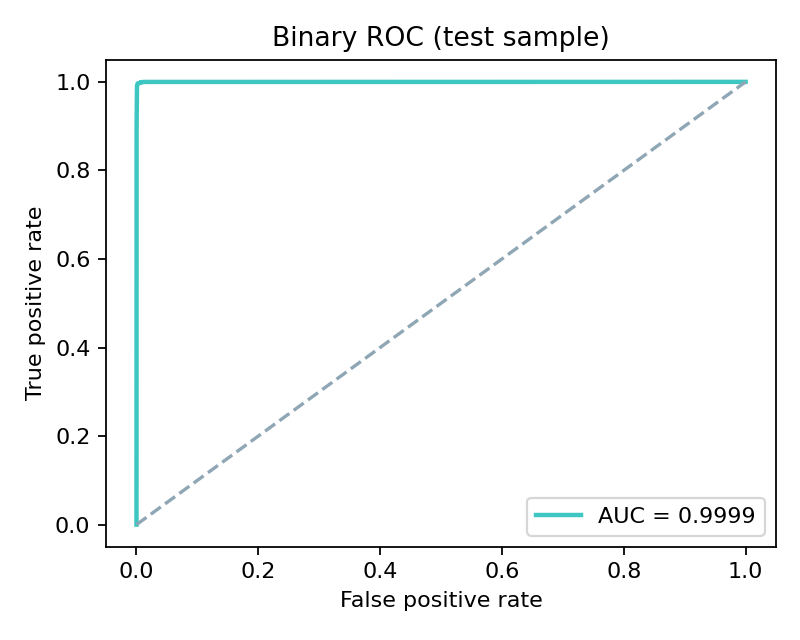 Binary ROC (test sample)
True positive rate
1.0
0.8
0.6
0.4
0.2
0.0
AUC = 0.9999
0.0 0.2 0.4 0.6 0.8 1.0
False positive rate